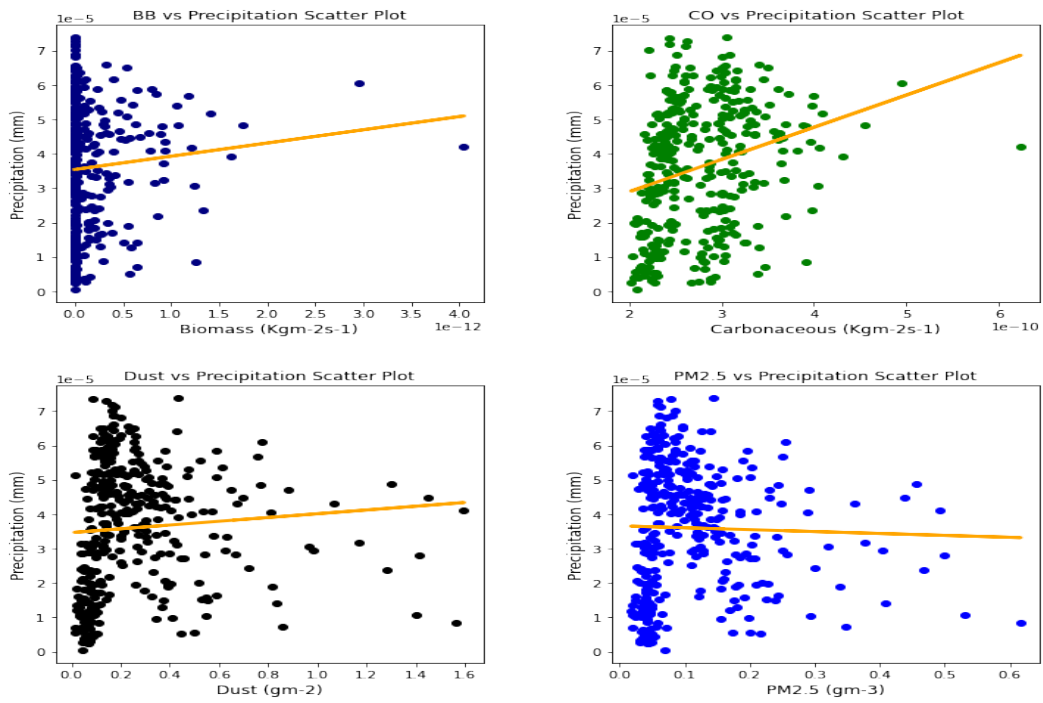 BB vs Precipitation Scatter Plot
1e−5
7
6
5
4
3
2
1
0
Precipitation (mm)
0.0 0.5 1.0 1.5 2.0 2.5 3.0 3.5 4.0
1e−12
Biomass (Kgm-2s-1)
CO vs Precipitation Scatter Plot
1e−5
7
6
5
4
3
2
1
0
Precipitation (mm)
2 3 4 5 6
1e−10
Carbonaceous (Kgm-2s-1)
Dust vs Precipitation Scatter Plot
1e−5
7
6
5
4
3
2
1
0
Precipitation (mm)
0.0 0.2 0.4 0.6 0.8 1.0 1.2 1.4 1.6
Dust (gm-2)
PM2.5 vs Precipitation Scatter Plot
1e−5
7
6
5
4
3
2
1
0
Precipitation (mm)
0.0 0.1 0.2 0.3 0.4 0.5 0.6
PM2.5 (gm-3)